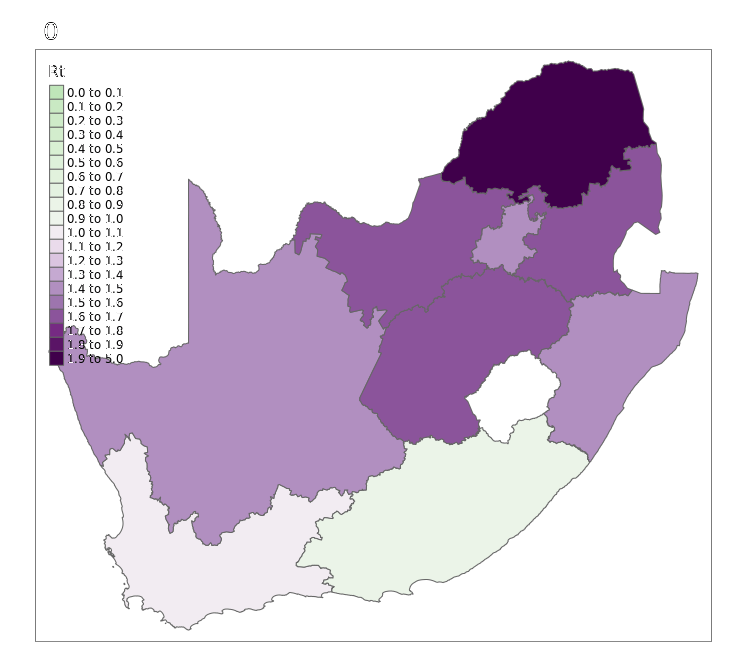 0
Rt
0.0 to 0.1
0.1 to 0.2
0.2 to 0.3
0.3 to 0.4
0.4 to 0.5
0.5 to 0.6
0.6 to 0.7
0.7 to 0.8
0.8 to 0.9
0.9 to 1.0
1.0 to 1.1
1.1 to 1.2
1.2 to 1.3
1.3 to 1.4
1.4 to 1.5
1.5 to 1.6
1.6 to 1.7
1.7 to 1.8
1.8 to 1.9
1.9 to 5.0